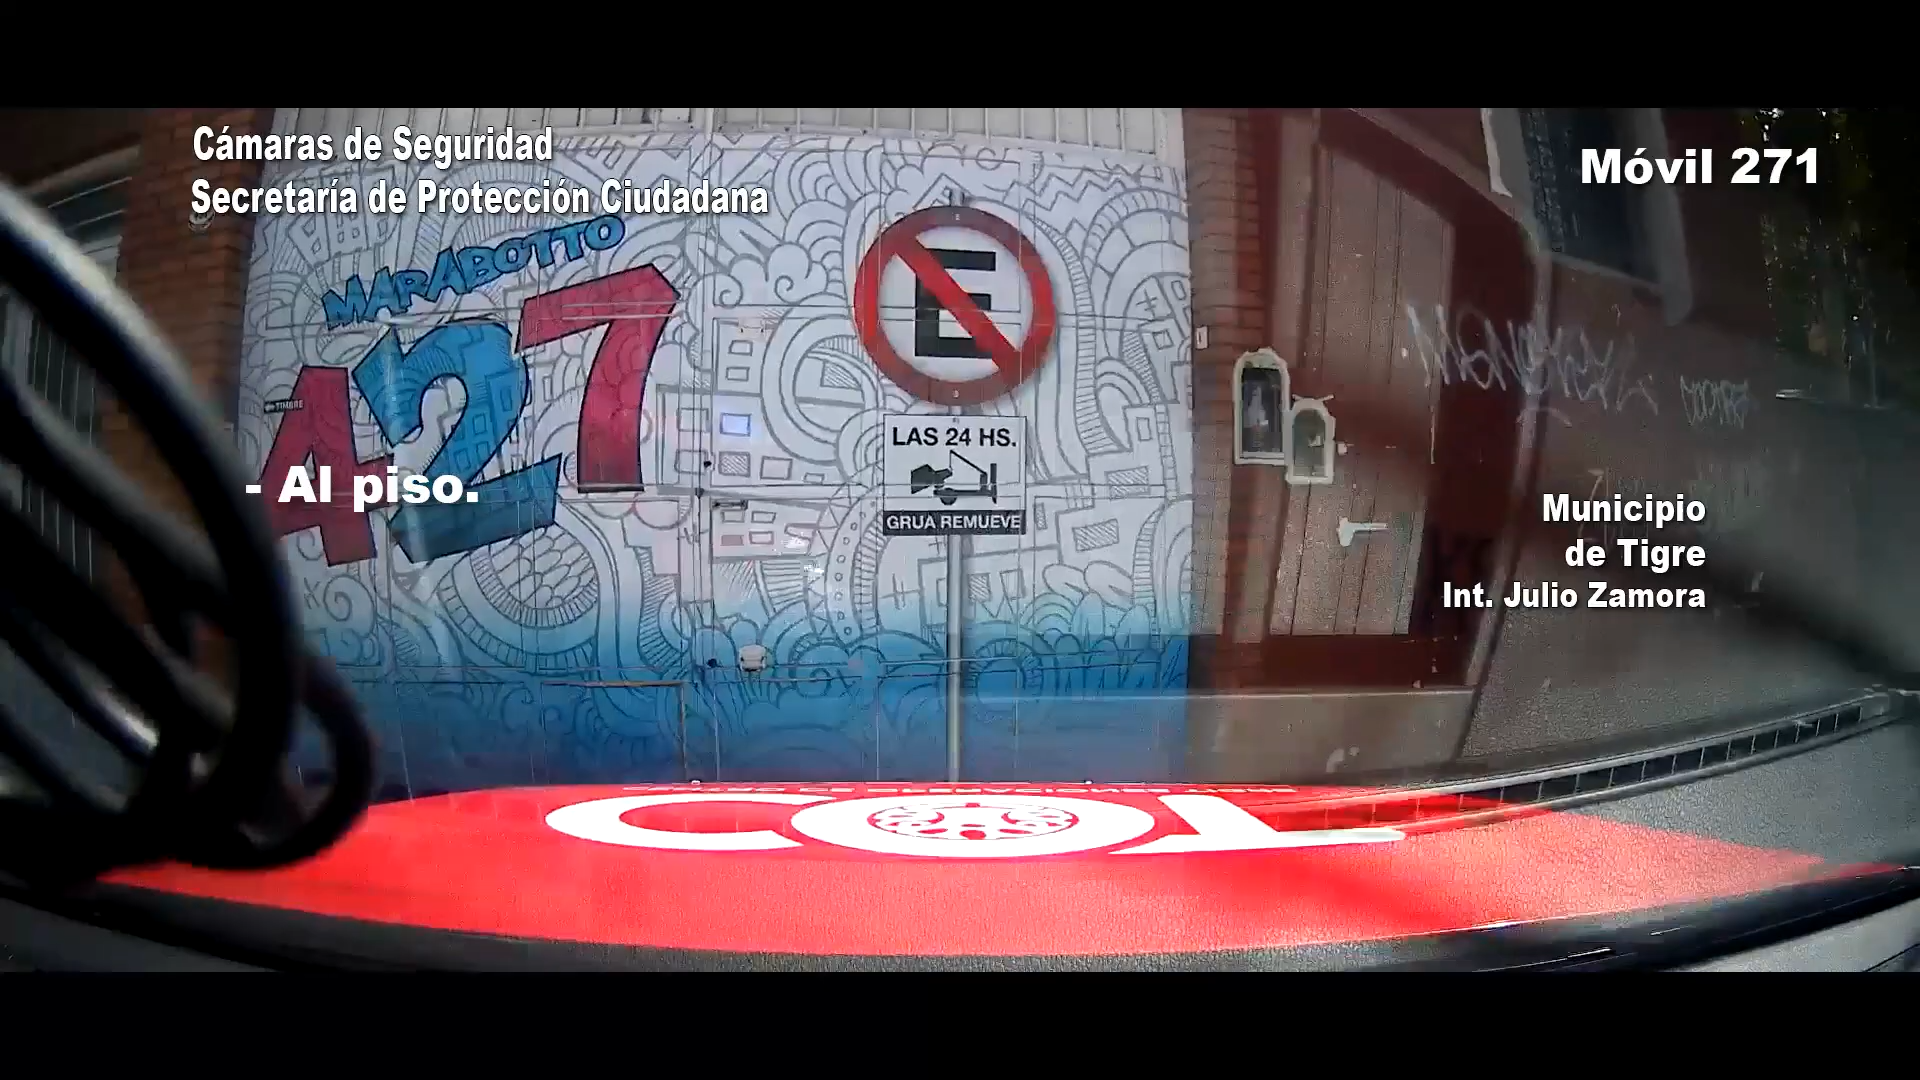 Cámaras de Seguridad
Secretaría de Protección Ciudadana
Móvil 271
MARABOTTO
427
TIMBRE
E
LAS 24 HS.
GRUA REMUEVE
- Al piso.
Municipio
de Tigre
Int. Julio Zamora
COT